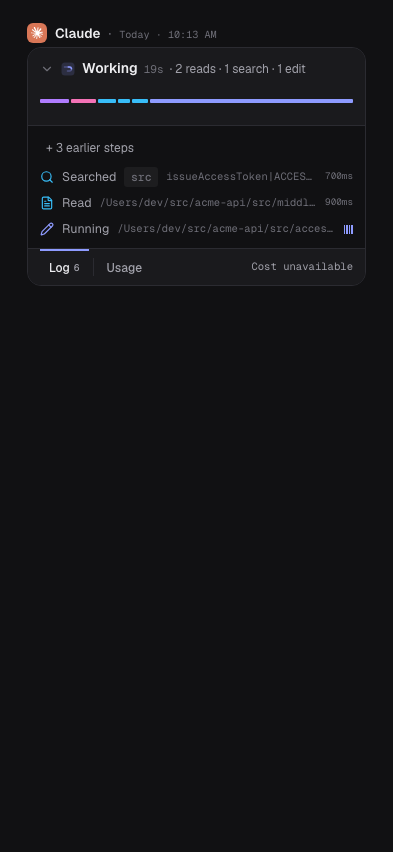 Claude · Today · 10:13 AM
Working 19s · 2 reads · 1 search · 1 edit
+ 3 earlier steps
Searched src issueAccessToken|ACCES… 700ms
Read /Users/dev/src/acme-api/src/middl… 900ms
Running /Users/dev/src/acme-api/src/acces…
Log 6 Usage Cost unavailable